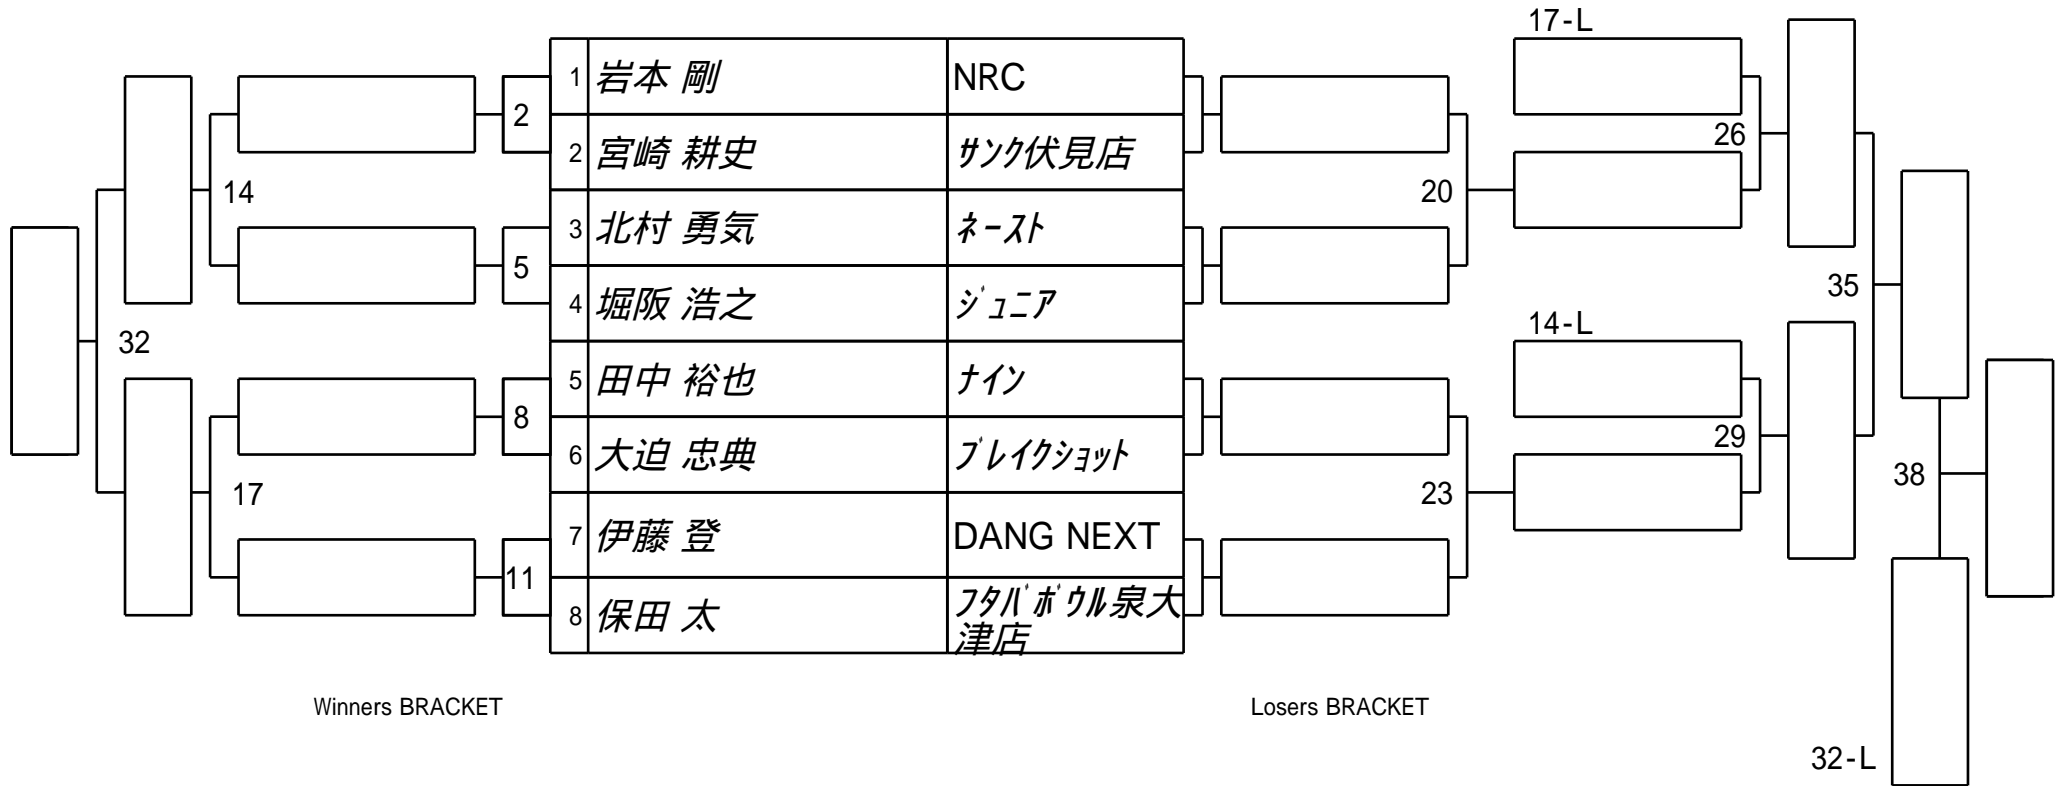 17-L
1 岩本 剛 NRC
2
2 宮崎 耕史 ｻﾝｸ伏見店
26
14
20
3 北村 勇気 ﾈｰｽﾄ
5
4 堀阪 浩之 ｼﾞｭﾆｱ
35
32
14-L
5 田中 裕也 ﾅｲﾝ
8
29
6 大迫 忠典 ﾌﾞﾚｲｸｼｮｯﾄ
17
23
38
7 伊藤 登 DANG NEXT
11
8 保田 太 ﾌﾀﾊﾞﾎﾞｳﾙ泉大
津店
Winners BRACKET
Losers BRACKET
32-L